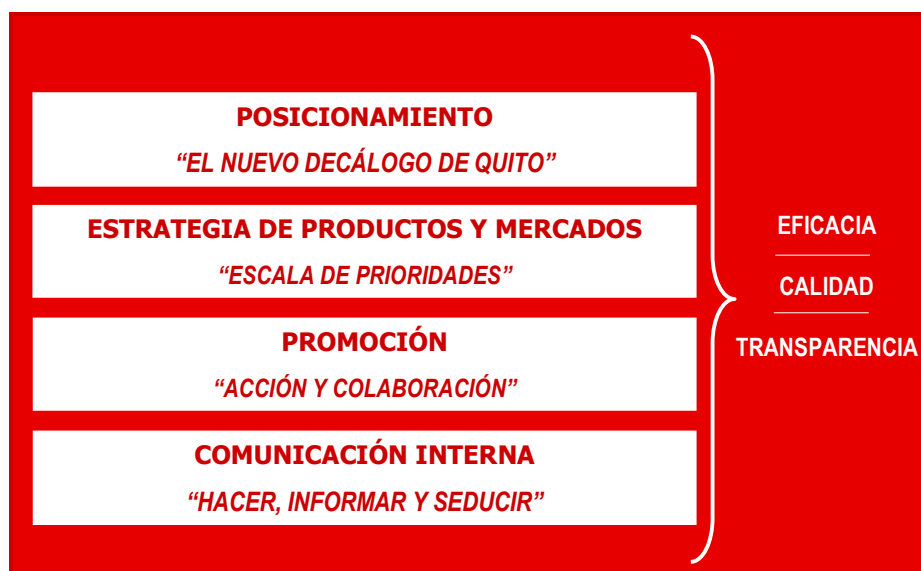 POSICIONAMIENTO
“EL NUEVO DECÁLOGO DE QUITO”
ESTRATEGIA DE PRODUCTOS Y MERCADOS
“ESCALA DE PRIORIDADES”
PROMOCIÓN
“ACCIÓN Y COLABORACIÓN”
COMUNICACIÓN INTERNA
“HACER, INFORMAR Y SEDUCIR”
EFICACIA
CALIDAD
TRANSPARENCIA